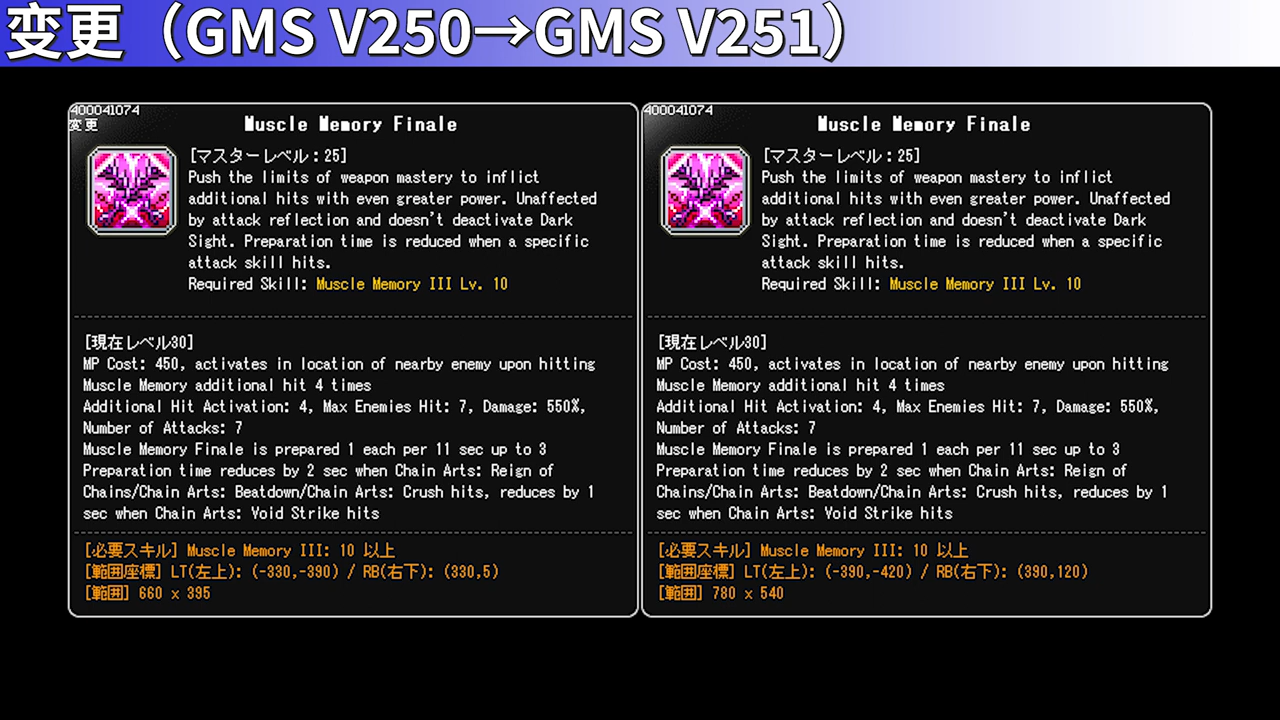 変更（GMS V250→GMS V251）
400041074
変更
Muscle Memory Finale
[マスターレベル：25]
Push the limits of weapon mastery to inflict
additional hits with even greater power. Unaffected
by attack reflection and doesn't deactivate Dark
Sight. Preparation time is reduced when a specific
attack skill hits.
Required Skill: Muscle Memory III Lv. 10
[現在レベル30]
MP Cost: 450, activates in location of nearby enemy upon hitting
Muscle Memory additional hit 4 times
Additional Hit Activation: 4, Max Enemies Hit: 7, Damage: 550%,
Number of Attacks: 7
Muscle Memory Finale is prepared 1 each per 11 sec up to 3
Preparation time reduces by 2 sec when Chain Arts: Reign of
Chains/Chain Arts: Beatdown/Chain Arts: Crush hits, reduces by 1
sec when Chain Arts: Void Strike hits
[必要スキル] Muscle Memory III: 10 以上
[範囲座標] LT(左上): (-330,-390) / RB(右下): (330,5)
[範囲] 660 x 395
400041074
Muscle Memory Finale
[マスターレベル：25]
Push the limits of weapon mastery to inflict
additional hits with even greater power. Unaffected
by attack reflection and doesn't deactivate Dark
Sight. Preparation time is reduced when a specific
attack skill hits.
Required Skill: Muscle Memory III Lv. 10
[現在レベル30]
MP Cost: 450, activates in location of nearby enemy upon hitting
Muscle Memory additional hit 4 times
Additional Hit Activation: 4, Max Enemies Hit: 7, Damage: 550%,
Number of Attacks: 7
Muscle Memory Finale is prepared 1 each per 11 sec up to 3
Preparation time reduces by 2 sec when Chain Arts: Reign of
Chains/Chain Arts: Beatdown/Chain Arts: Crush hits, reduces by 1
sec when Chain Arts: Void Strike hits
[必要スキル] Muscle Memory III: 10 以上
[範囲座標] LT(左上): (-390,-420) / RB(右下): (390,120)
[範囲] 780 x 540